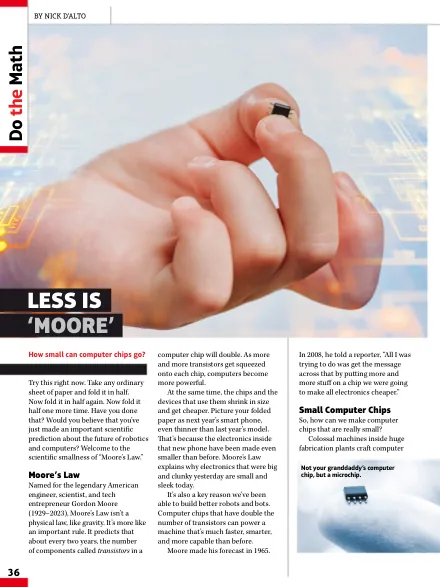 BY NICK D'ALTO
Do the Math
LESS IS
'MOORE'
How small can computer chips go?
Try this right now. Take any ordinary
sheet of paper and fold it in half.
Now fold it in half again. Now fold it
half one more time. Have you done
that? Would you believe that you've
just made an important scientific
prediction about the future of robotics
and computers? Welcome to the
scientific smallness of "Moore's Law."
Moore's Law
Named for the legendary American
engineer, scientist, and tech
entrepreneur Gordon Moore
(1929–2023), Moore's Law isn't a
physical law, like gravity. It's more like
an important rule. It predicts that
about every two years, the number
of components called transistors in a
computer chip will double. As more
and more transistors get squeezed
onto each chip, computers become
more powerful.
At the same time, the chips and the
devices that use them shrink in size
and get cheaper. Picture your folded
paper as next year's smart phone,
even thinner than last year's model.
That's because the electronics inside
that new phone have been made even
smaller than before. Moore's Law
explains why electronics that were big
and clunky yesterday are small and
sleek today.
It's also a key reason we've been
able to build better robots and bots.
Computer chips that have double the
number of transistors can power a
machine that's much faster, smarter,
and more capable than before.
Moore made his forecast in 1965.
In 2008, he told a reporter, "All I was
trying to do was get the message
across that by putting more and
more stuff on a chip we were going
to make all electronics cheaper."
Small Computer Chips
So, how can we make computer
chips that are really small?
Colossal machines inside huge
fabrication plants craft computer
Not your granddaddy's computer
chip, but a microchip.
36